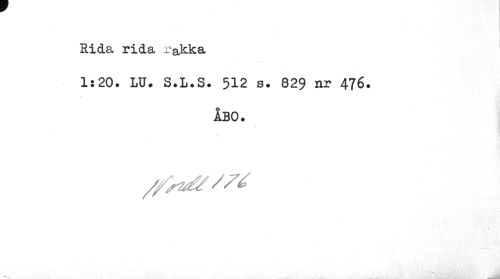 Rida rida rakka
1:20. LU. S.L.S. 512 s. 829 nr 476.
ÅBO.
Nordl 176